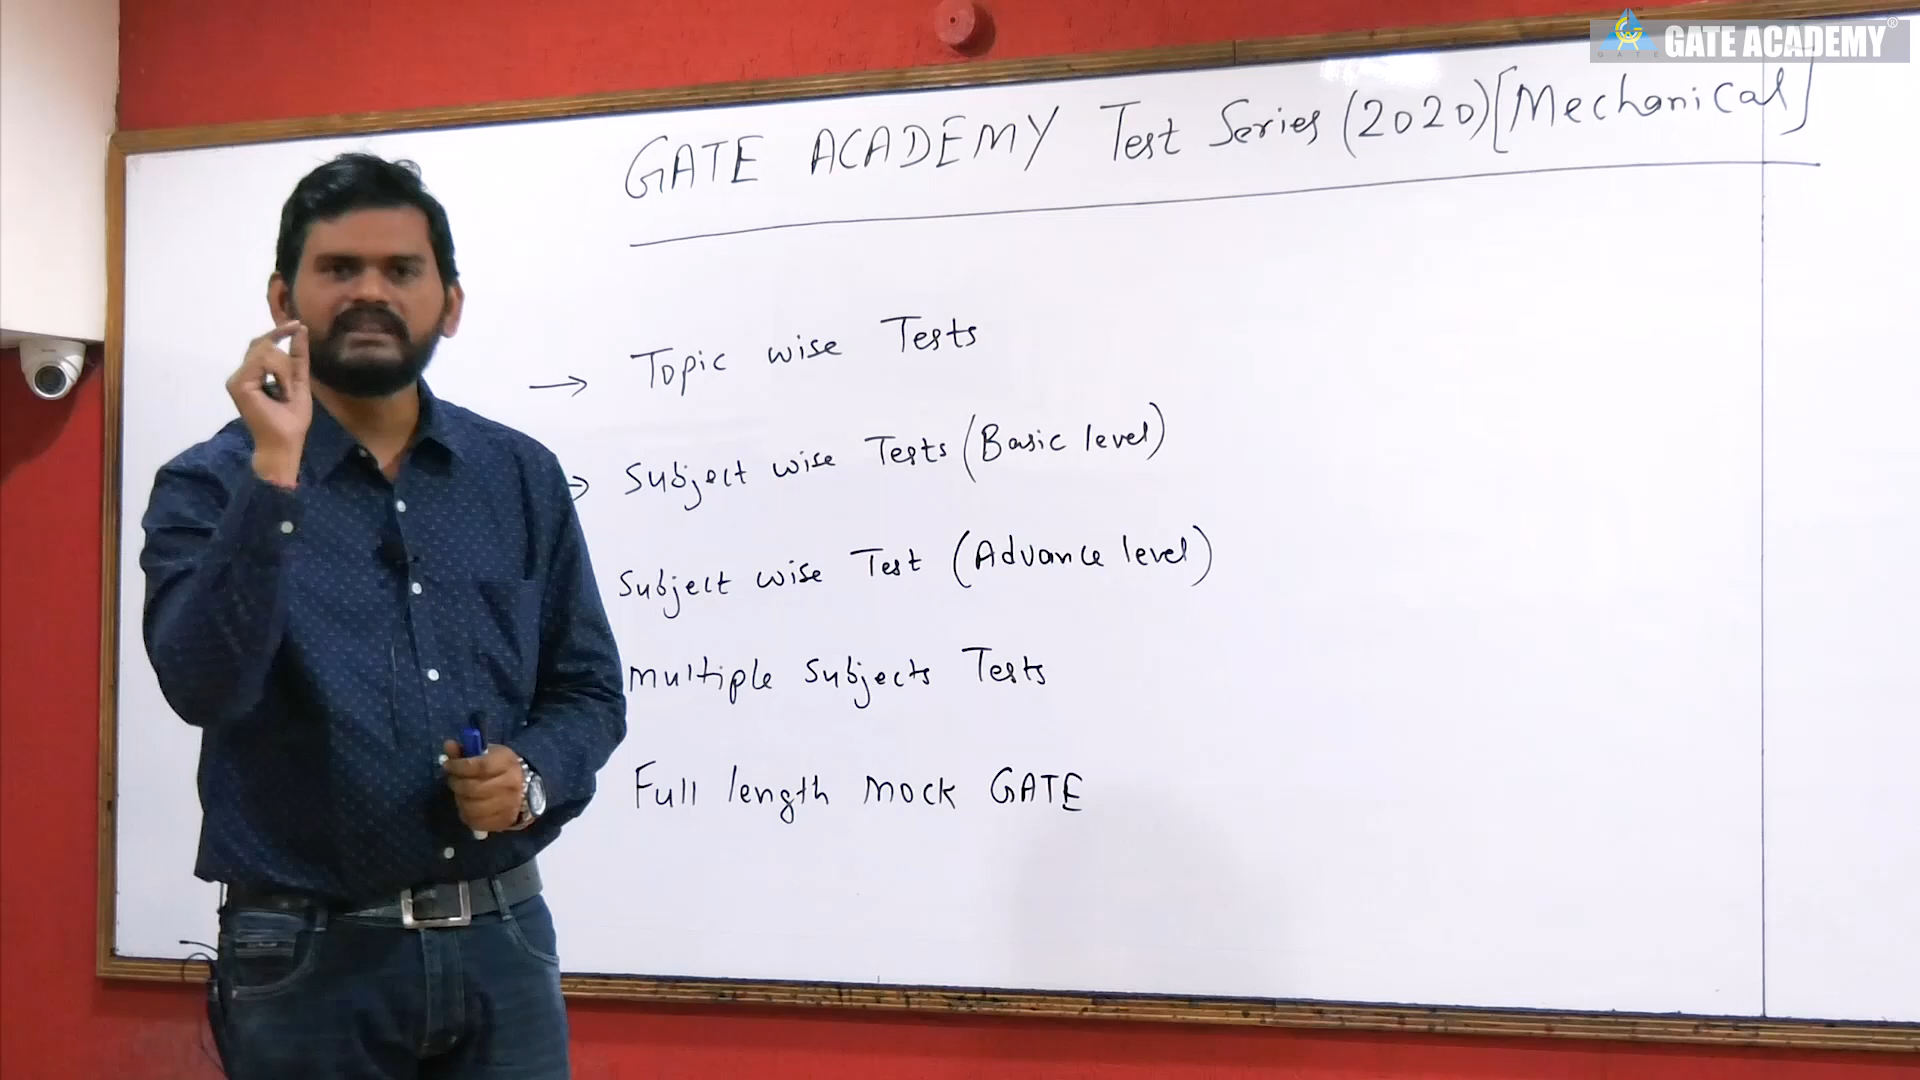 GATE ACADEMY®
GATE ACADEMY Test Series (2020) [Mechanical]
→ Topic wise Tests
→ Subject wise Tests (Basic level)
Subject wise Test (Advance level)
Multiple Subjects Tests
Full length Mock GATE